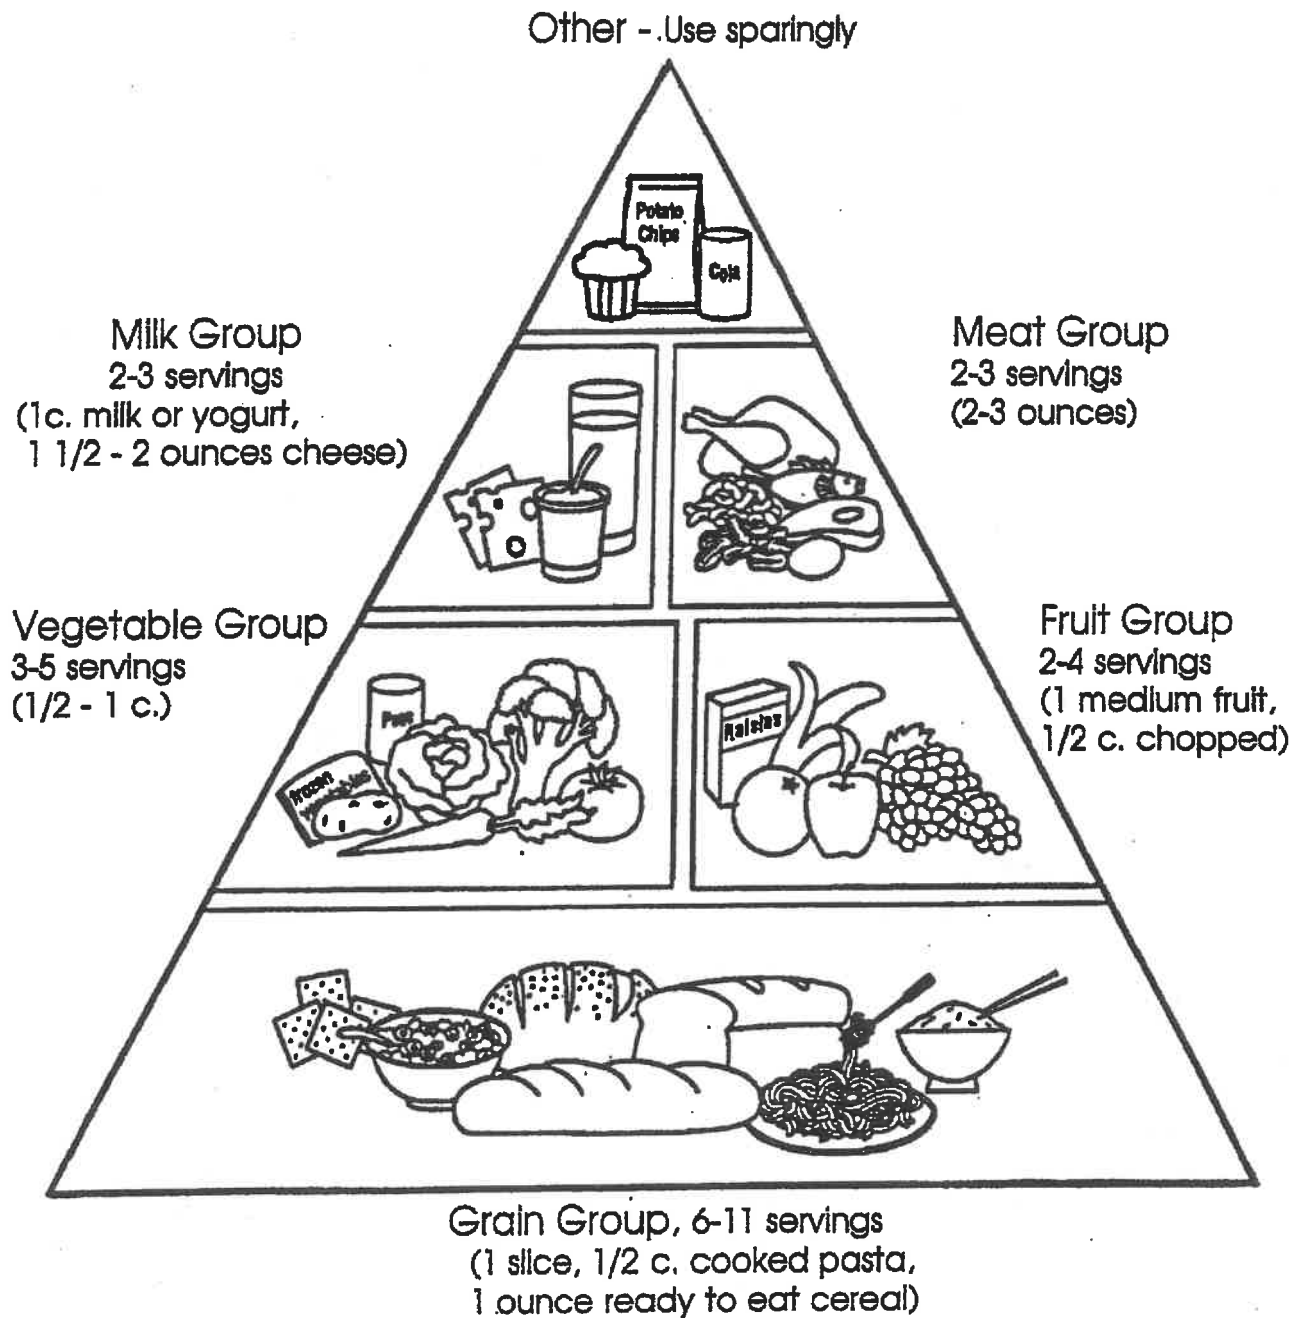 Other - Use sparingly
Potato
Chips
Cola
Milk Group
2-3 servings
(1c. milk or yogurt,
1 1/2 - 2 ounces cheese)
Meat Group
2-3 servings
(2-3 ounces)
Vegetable Group
3-5 servings
(1/2 - 1 c.)
Fruit Group
2-4 servings
(1 medium fruit,
1/2 c. chopped)
Frozen
Vegetables
Raisins
Grain Group, 6-11 servings
(1 slice, 1/2 c. cooked pasta,
1 ounce ready to eat cereal)